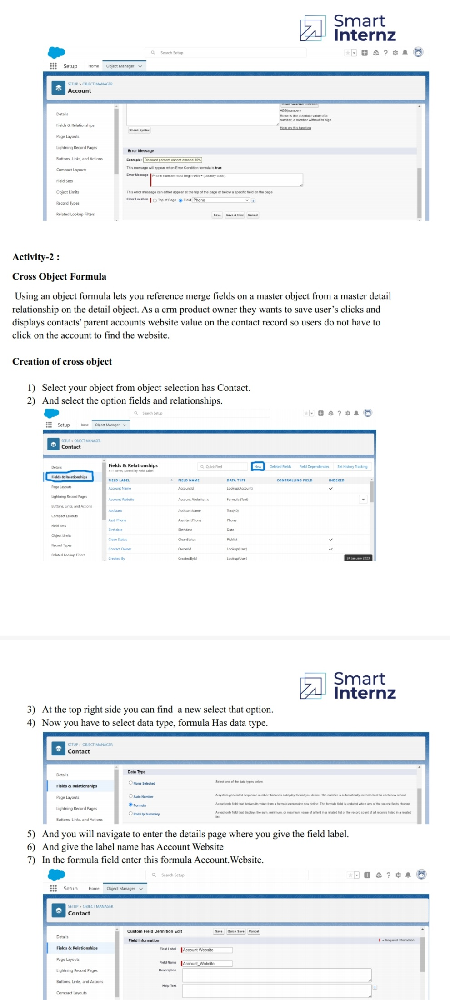 Smart
Internz
Search Setup
Setup Home Object Manager
SETUP > OBJECT MANAGER
Account
Details
Fields & Relationships
Page Layouts
Lightning Record Pages
Buttons, Links, and Actions
Compact Layouts
Field Sets
Object Limits
Record Types
Related Lookup Filters
Insert Selected Function
ABS(number)
Returns the absolute value of a
number, a number without its sign
Help on this function
Check Syntax
Error Message
Example: Discount percent cannot exceed 30%
This message will appear when Error Condition formula is true
Error Message Phone number must begin with + (country code).
This error message can either appear at the top of the page or below a specific field on the page
Error Location Top of Page Field Phone
Save Save & New Cancel
Activity-2 :
Cross Object Formula
Using an object formula lets you reference merge fields on a master object from a master detail
relationship on the detail object. As a crm product owner they wants to save user’s clicks and
displays contacts' parent accounts website value on the contact record so users do not have to
click on the account to find the website.
Creation of cross object
1) Select your object from object selection has Contact.
2) And select the option fields and relationships.
Search Setup
Setup Home Object Manager
SETUP > OBJECT MANAGER
Contact
Details
Fields & Relationships
Page Layouts
Lightning Record Pages
Buttons, Links, and Actions
Compact Layouts
Field Sets
Object Limits
Record Types
Related Lookup Filters
Fields & Relationships
31+ Items, Sorted by Field Label
Quick Find New Deleted Fields Field Dependencies Set History Tracking
FIELD LABEL FIELD NAME DATA TYPE CONTROLLING FIELD INDEXED
Account Name AccountId Lookup(Account)
Account Website Account_Website__c Formula (Text)
Assistant AssistantName Text(40)
Asst. Phone AssistantPhone Phone
Birthdate Birthdate Date
Clean Status CleanStatus Picklist
Contact Owner OwnerId Lookup(User)
Created By CreatedById Lookup(User)
24 January 2023
Smart
Internz
3) At the top right side you can find a new select that option.
4) Now you have to select data type, formula Has data type.
SETUP > OBJECT MANAGER
Contact
Details
Fields & Relationships
Page Layouts
Lightning Record Pages
Buttons, Links, and Actions
Data Type
None Selected Select one of the data types below.
Auto Number A system-generated sequence number that uses a display format you define. The number is automatically incremented for each new record.
Formula A read-only field that derives its value from a formula expression you define. The formula field is updated when any of the source fields change.
Roll-Up Summary A read-only field that displays the sum, minimum, or maximum value of a field in a related list or the record count of all records listed in a related
list.
5) And you will navigate to enter the details page where you give the field label.
6) And give the label name has Account Website
7) In the formula field enter this formula Account.Website.
Search Setup
Setup Home Object Manager
SETUP > OBJECT MANAGER
Contact
Details
Fields & Relationships
Page Layouts
Lightning Record Pages
Buttons, Links, and Actions
Compact Layouts
Custom Field Definition Edit Save Quick Save Cancel
Field Information = Required Information
Field Label Account Website
Field Name Account_Website
Description
Help Text